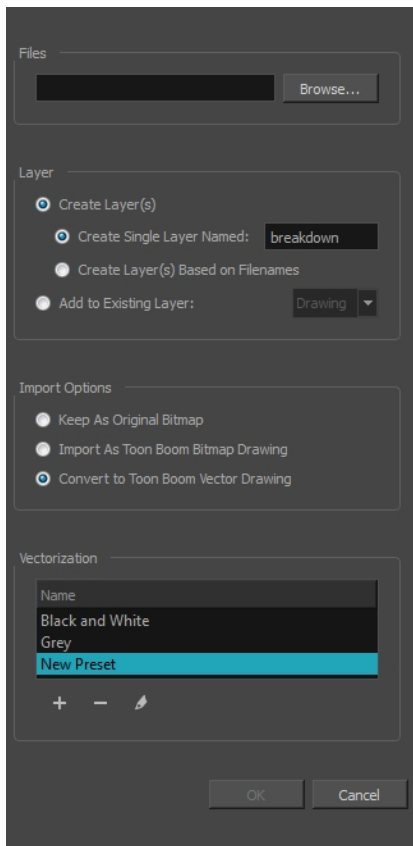 Files
Browse...
Layer
Create Layer(s)
Create Single Layer Named: breakdown
Create Layer(s) Based on Filenames
Add to Existing Layer: Drawing
Import Options
Keep As Original Bitmap
Import As Toon Boom Bitmap Drawing
Convert to Toon Boom Vector Drawing
Vectorization
Name
Black and White
Grey
New Preset
OK Cancel